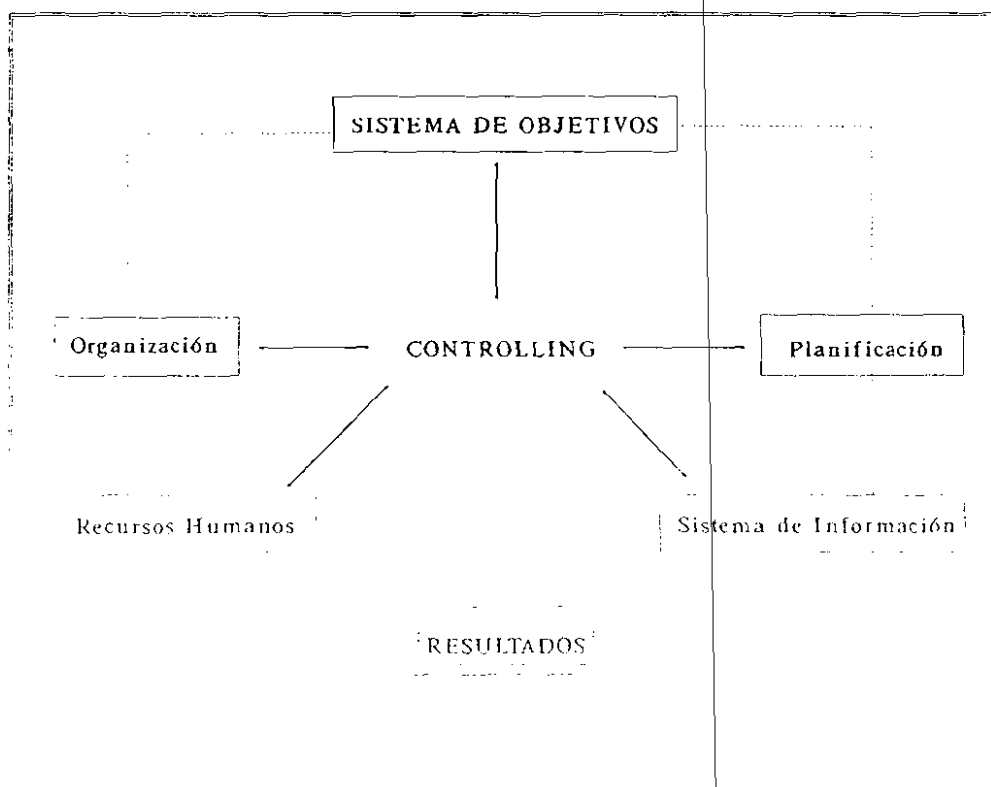 SISTEMA DE OBJETIVOS
Organización
CONTROLLING
Planificación
Recursos Humanos
Sistema de Información
RESULTADOS